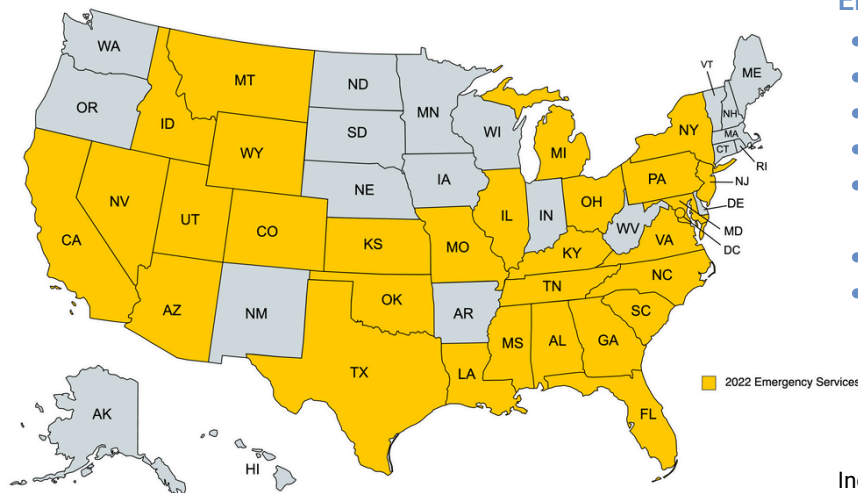 WA
MT
ND
MN
VT
ME
OR
ID
SD
WI
NH
MA
NY
WY
MI
CT
RI
NV
NE
IA
PA
NJ
UT
CO
IL
IN
OH
DE
CA
KS
MO
WV
VA
MD
DC
KY
NC
AZ
NM
OK
TN
AR
SC
MS
AL
GA
TX
LA
2022 Emergency Services
FL
AK
HI